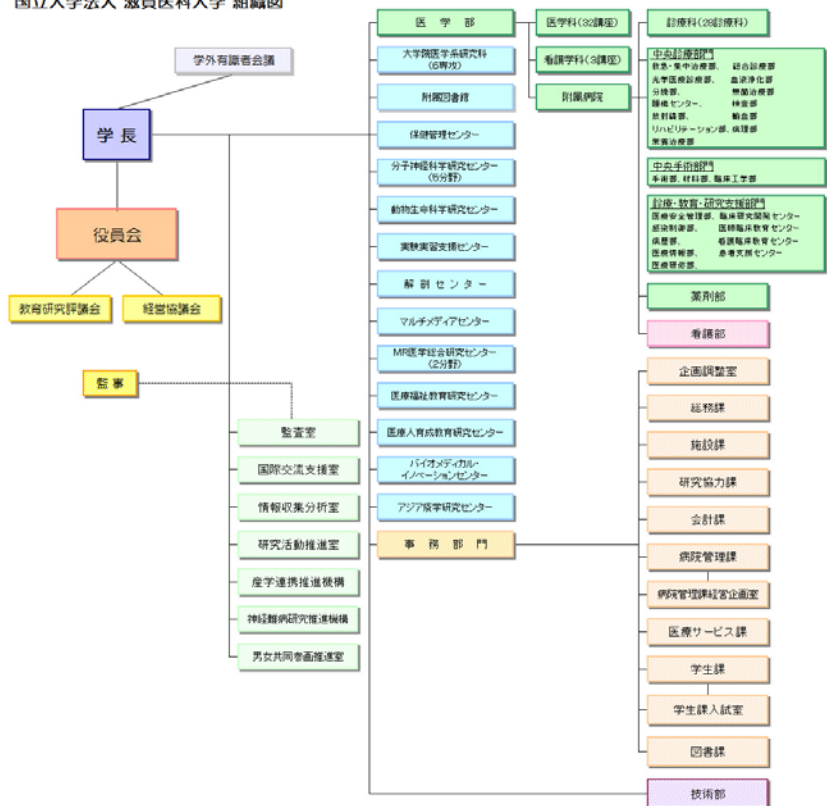 国立大学法人 滋賀医科大学 組織図
学外有識者会議
学長
役員会
教育研究評議会
経営協議会
監事
監査室
国際交流支援室
情報収集分析室
研究活動推進室
産学連携推進機構
神経難病研究推進機構
男女共同参画推進室
医学部
大学院医学系研究科
(6専攻)
附属図書館
保健管理センター
分子神経科学研究センター
(5分野)
動物生命科学研究センター
実験実習支援センター
解剖センター
マルチメディアセンター
MR医学総合研究センター
(2分野)
医療福祉教育研究センター
医療人育成教育研究センター
バイオメディカル・
イノベーションセンター
アジア疫学研究センター
事務部門
医学科(32講座)
看護学科(3講座)
附属病院
診療科(28診療科)
中央診療部門
救急・集中治療部、 総合診療部
光学医療診療部、 血液浄化部
分娩部、 無菌治療部
腫瘍センター、 検査部
放射線部、 輸血部
リハビリテーション部、病理部
栄養治療部
中央手術部門
手術部、材料部、臨床工学部
診療・教育・研究支援部門
医療安全管理部、臨床研究開発センター
感染制御部、 医師臨床教育センター
病歴部、 看護臨床教育センター
医療情報部、 患者支援センター
医療研修部、
薬剤部
看護部
企画調整室
総務課
施設課
研究協力課
会計課
病院管理課
病院管理課経営企画室
医療サービス課
学生課
学生課入試室
図書課
技術部